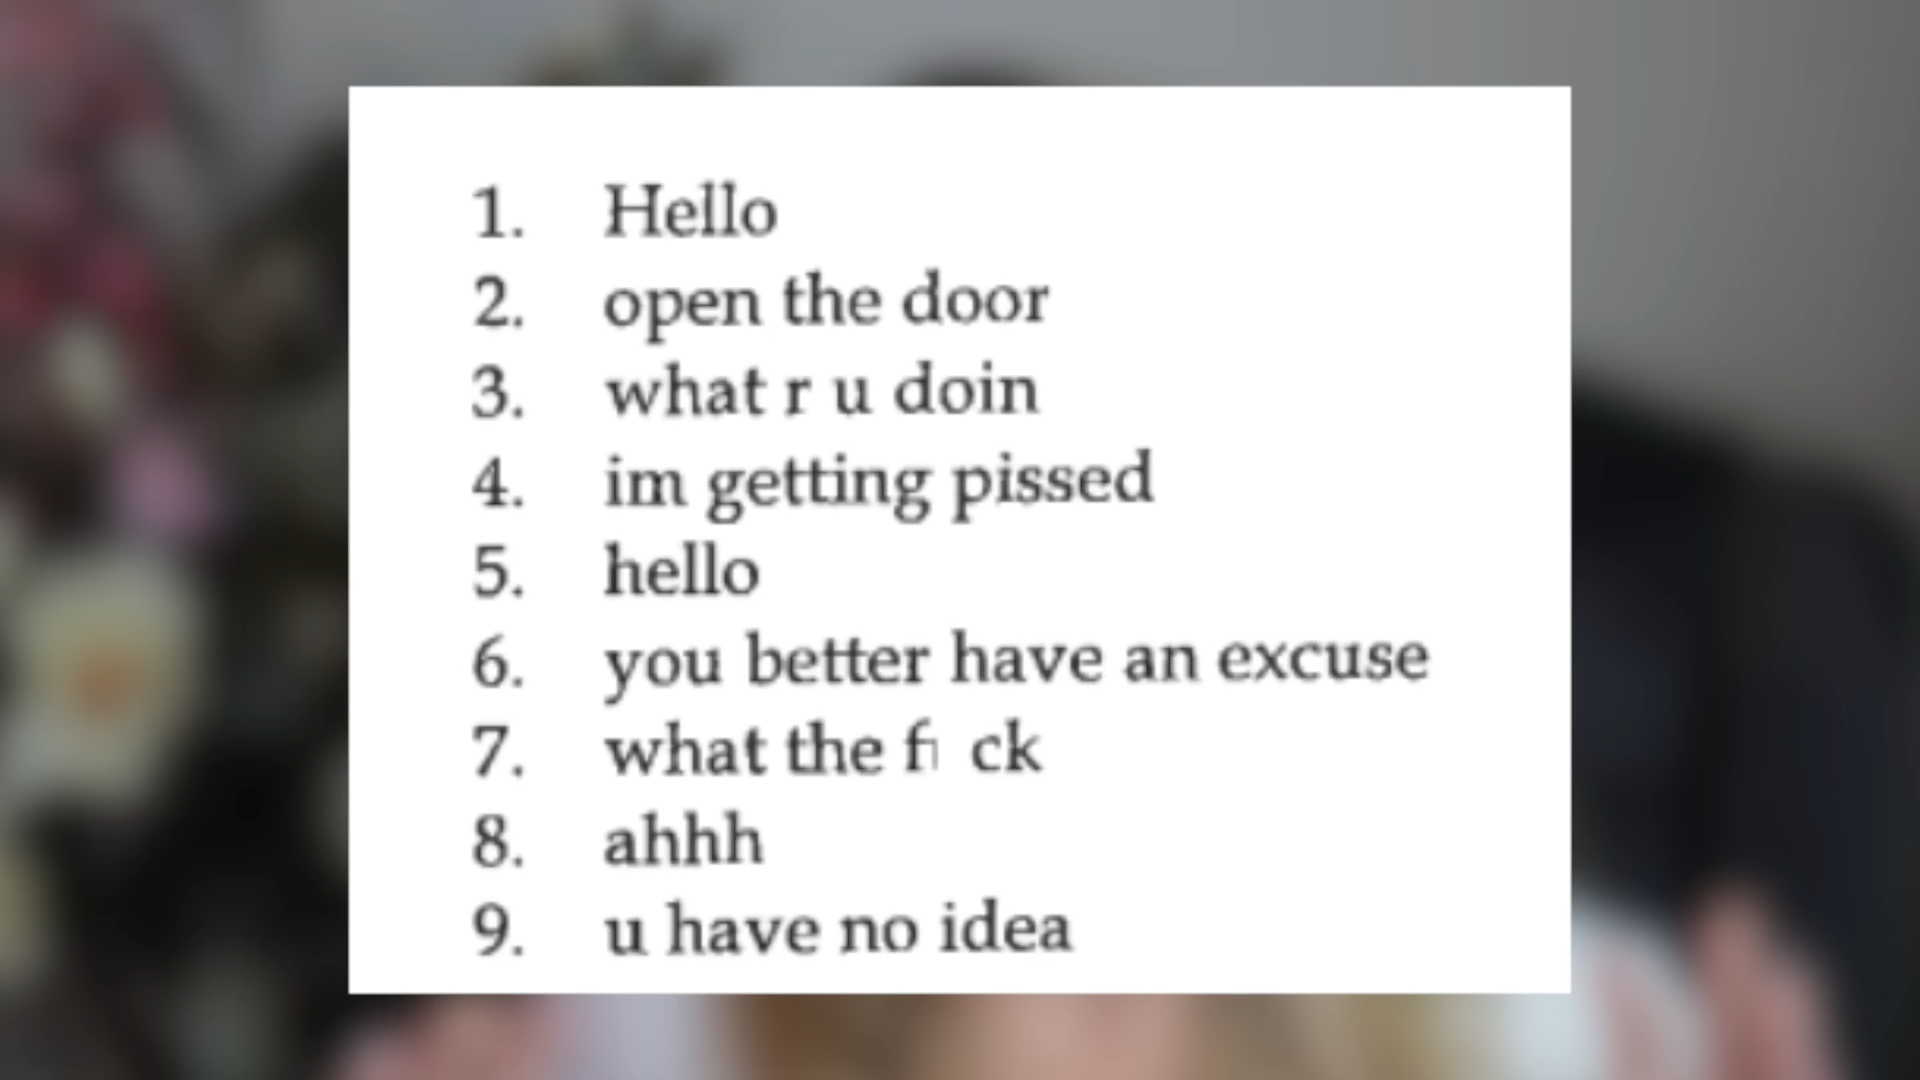 1. Hello
2. open the door
3. what r u doin
4. im getting pissed
5. hello
6. you better have an excuse
7. what the f ck
8. ahhh
9. u have no idea